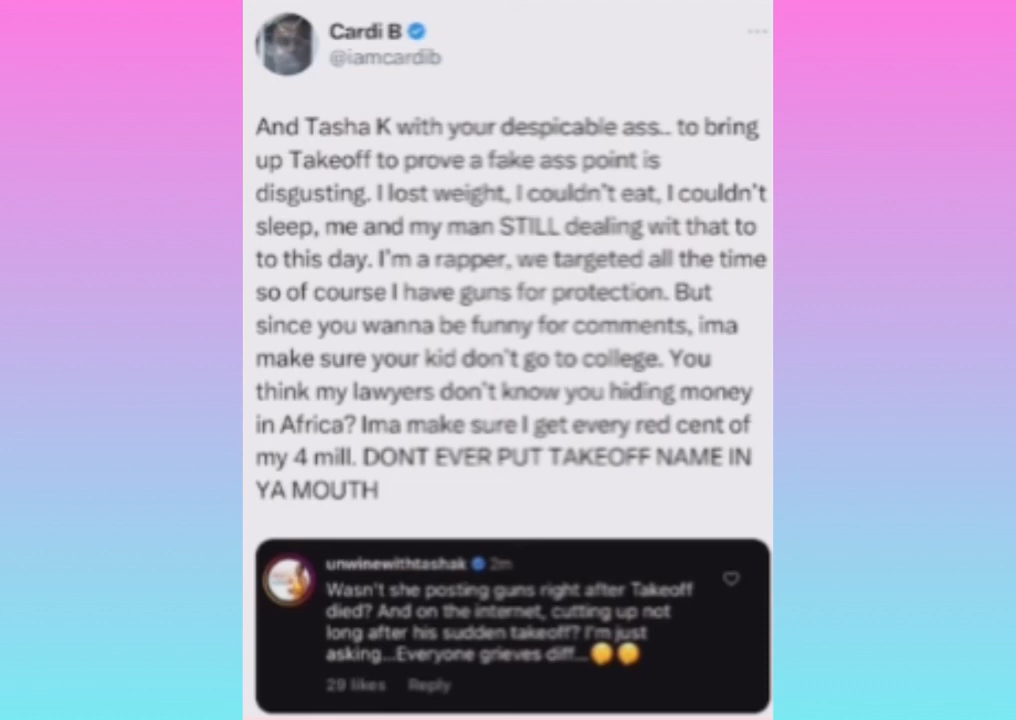 Cardi B
@iamcardib
And Tasha K with your despicable ass.. to bring
up Takeoff to prove a fake ass point is
disgusting. I lost weight, I couldn't eat, I couldn't
sleep, me and my man STILL dealing wit that to
to this day. I'm a rapper, we targeted all the time
so of course I have guns for protection. But
since you wanna be funny for comments, ima
make sure your kid don't go to college. You
think my lawyers don't know you hiding money
in Africa? Ima make sure I get every red cent of
my 4 mill. DONT EVER PUT TAKEOFF NAME IN
YA MOUTH
unwinewithtashak 2m
Wasn't she posting guns right after Takeoff
died? And on the internet, cutting up not
long after his sudden takeoff? I'm just
asking...Everyone grieves diff...
29 likes Reply